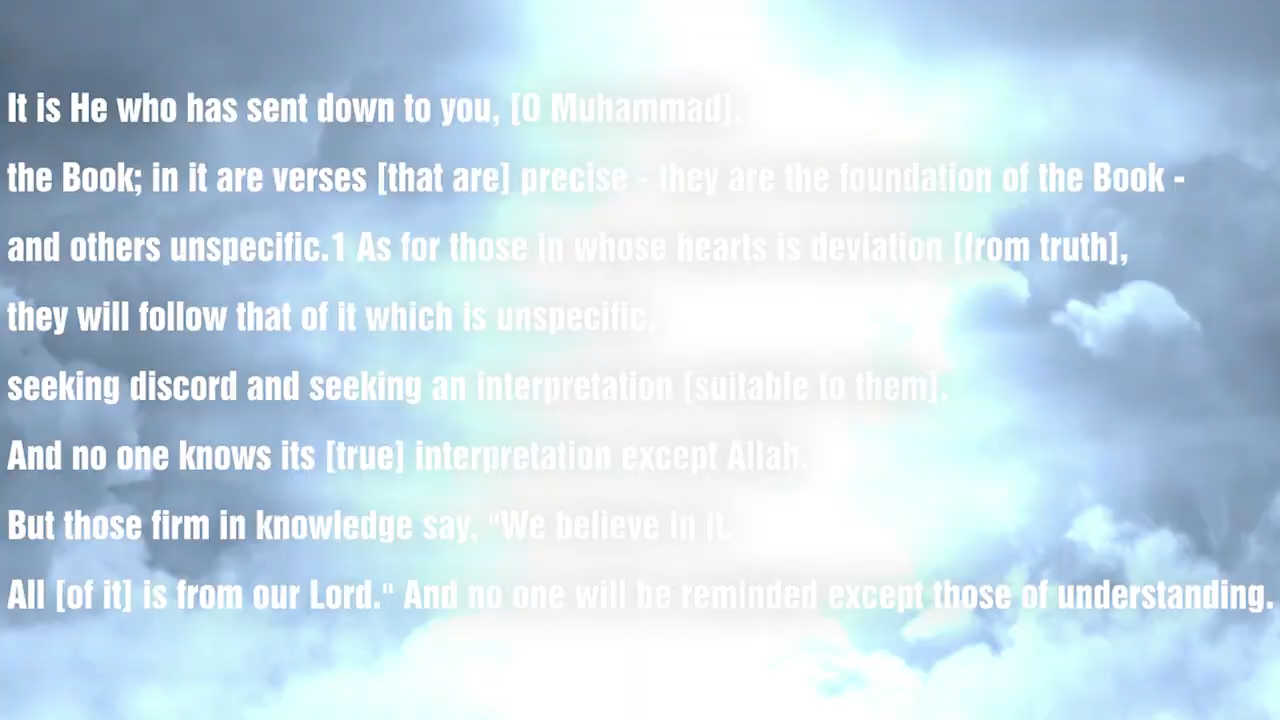 It is He who has sent down to you, [O Muhammad],
the Book; in it are verses [that are] precise - they are the foundation of the Book -
and others unspecific.1 As for those in whose hearts is deviation [from truth],
they will follow that of it which is unspecific,
seeking discord and seeking an interpretation [suitable to them].
And no one knows its [true] interpretation except Allah.
But those firm in knowledge say, "We believe in it.
All [of it] is from our Lord." And no one will be reminded except those of understanding.